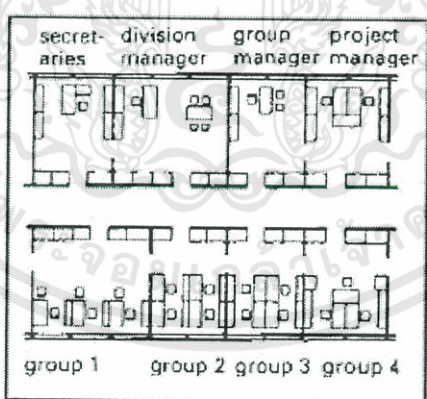 secret- division group project
aries manager manager manager
group 1 group 2 group 3 group 4